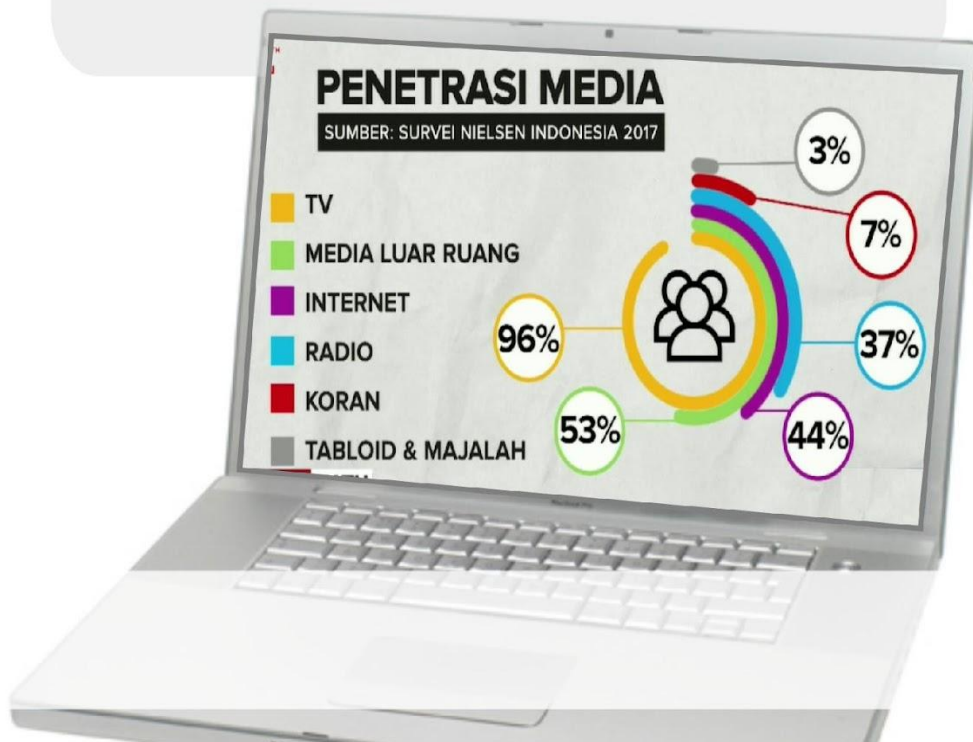 PENETRASI MEDIA
SUMBER: SURVEI NIELSEN INDONESIA 2017
TV
MEDIA LUAR RUANG
INTERNET
RADIO
KORAN
TABLOID & MAJALAH
3%
7%
37%
44%
53%
96%